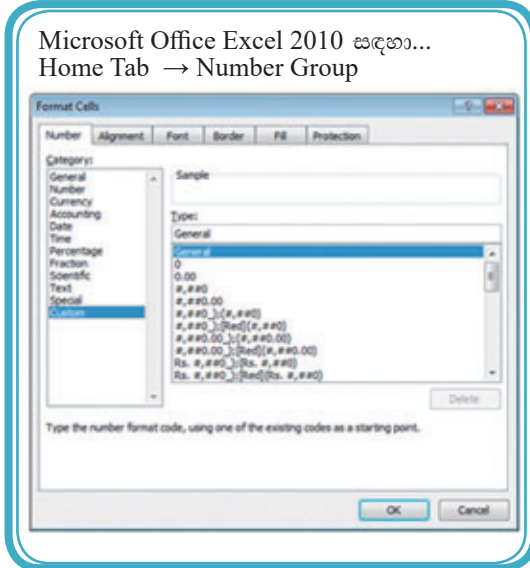 Microsoft Office Excel 2010 සඳහා...
Home Tab → Number Group
Format Cells
Number Alignment Font Border Fill Protection
Category:
General
Number
Currency
Accounting
Date
Time
Percentage
Fraction
Scientific
Text
Special
Custom
Sample
Type:
General
General
0
0.00
#,##0
#,##0.00
#,##0_);(#,##0)
#,##0_);[Red](#,##0)
#,##0.00_);(#,##0.00)
#,##0.00_);[Red](#,##0.00)
Rs. #,##0_);(Rs. #,##0)
Rs. #,##0_);[Red](Rs. #,##0)
Delete
Type the number format code, using one of the existing codes as a starting point.
OK Cancel